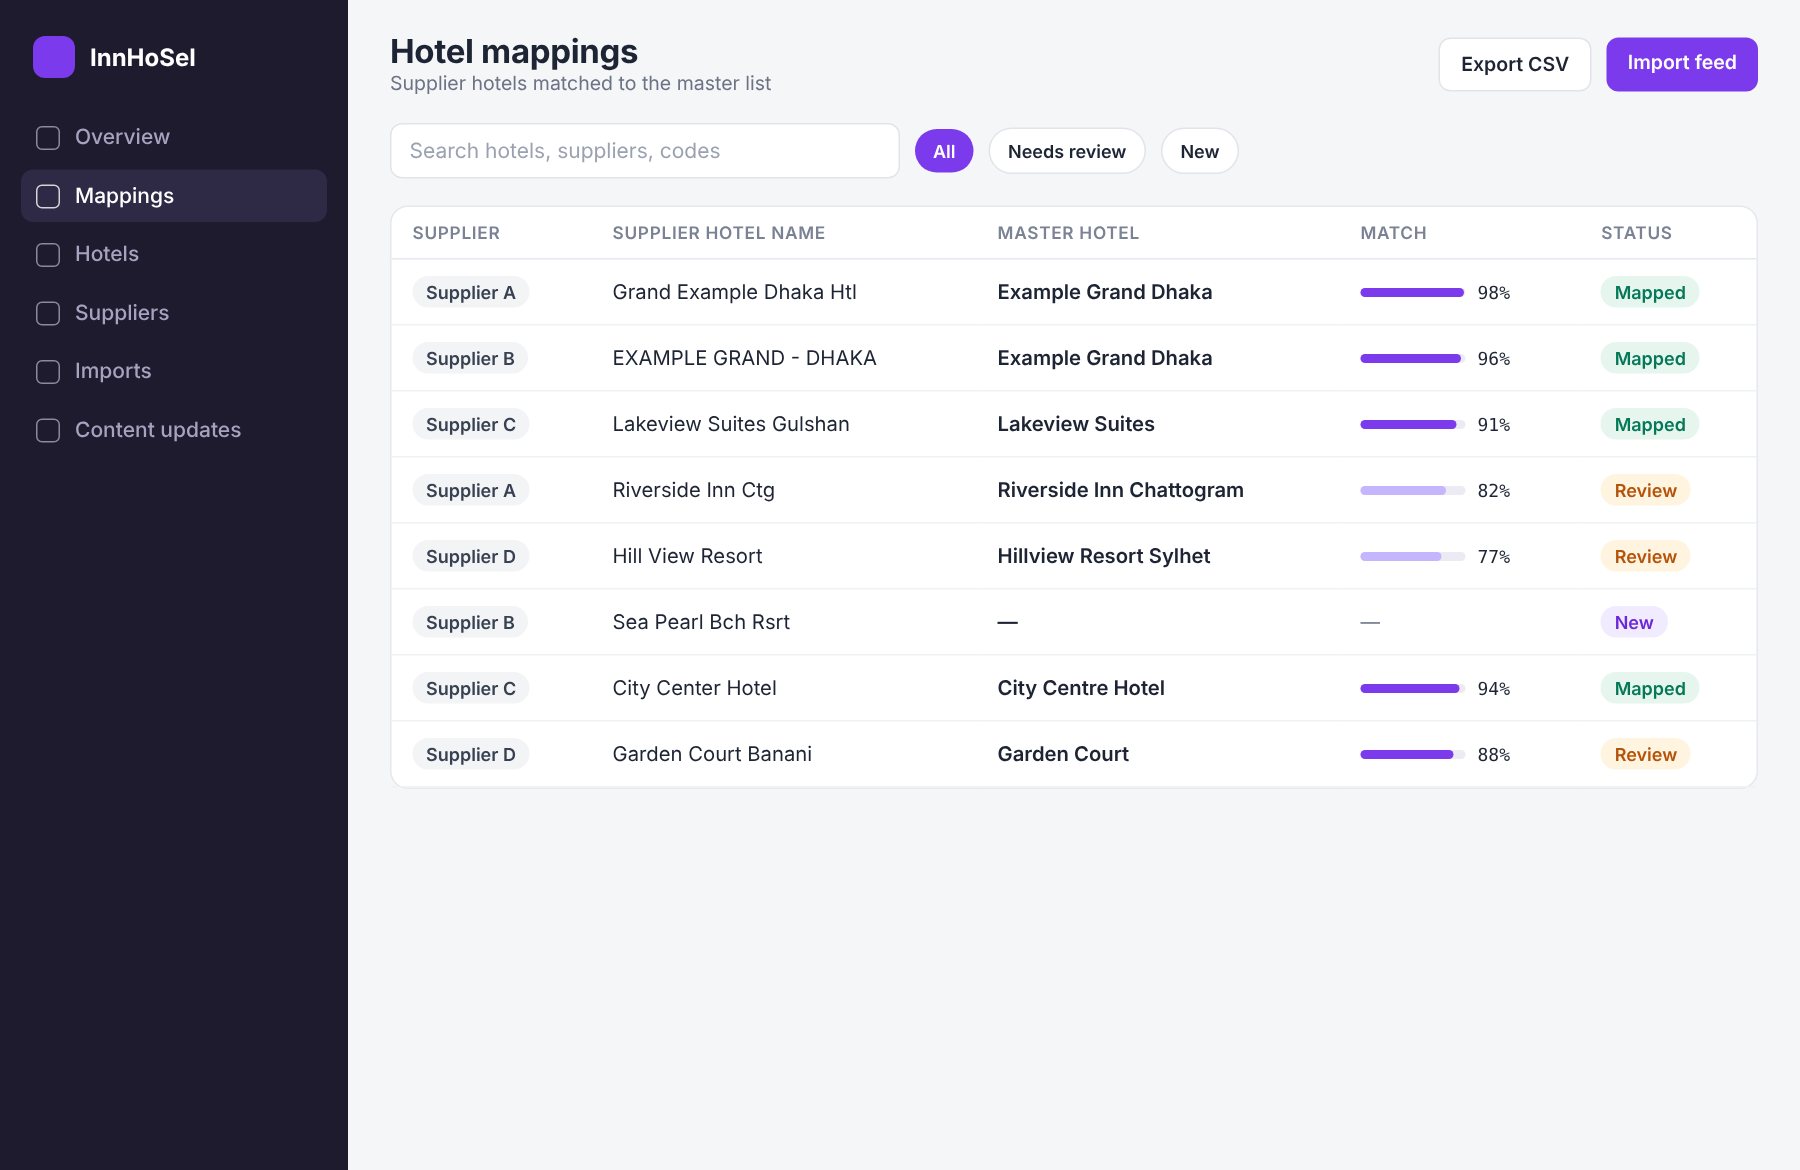 InnHoSel
Overview
Mappings
Hotels
Suppliers
Imports
Content updates
Hotel mappings
Supplier hotels matched to the master list
Export CSV
Import feed
Search hotels, suppliers, codes
All
Needs review
New
SUPPLIER SUPPLIER HOTEL NAME MASTER HOTEL MATCH STATUS
Supplier A Grand Example Dhaka Htl Example Grand Dhaka 98% Mapped
Supplier B EXAMPLE GRAND - DHAKA Example Grand Dhaka 96% Mapped
Supplier C Lakeview Suites Gulshan Lakeview Suites 91% Mapped
Supplier A Riverside Inn Ctg Riverside Inn Chattogram 82% Review
Supplier D Hill View Resort Hillview Resort Sylhet 77% Review
Supplier B Sea Pearl Bch Rsrt — — New
Supplier C City Center Hotel City Centre Hotel 94% Mapped
Supplier D Garden Court Banani Garden Court 88% Review